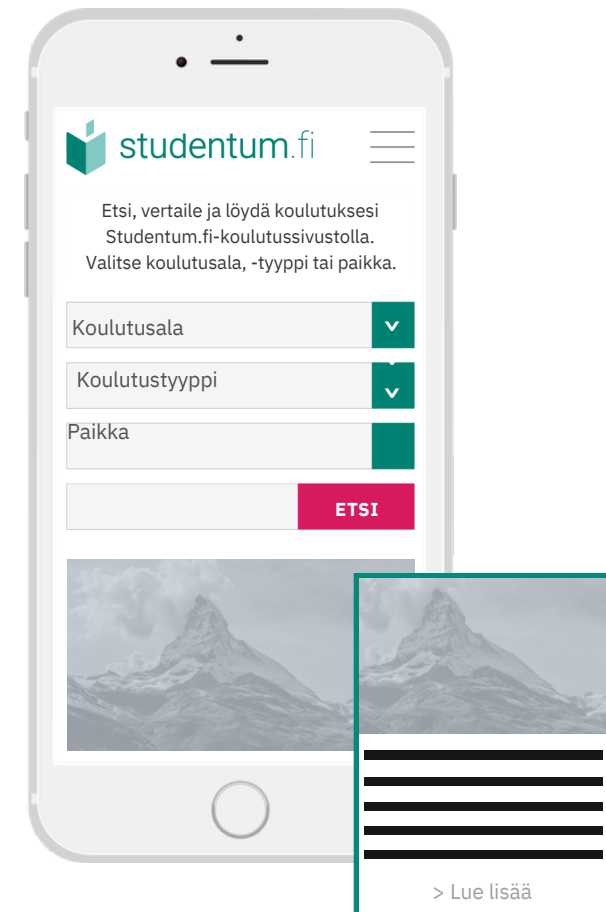 studentum.fi
Etsi, vertaile ja löydä koulutuksesi
Studentum.fi-koulutussivustolla.
Valitse koulutusala, -tyyppi tai paikka.
Koulutusala
Koulutustyyppi
Paikka
ETSI
> Lue lisää